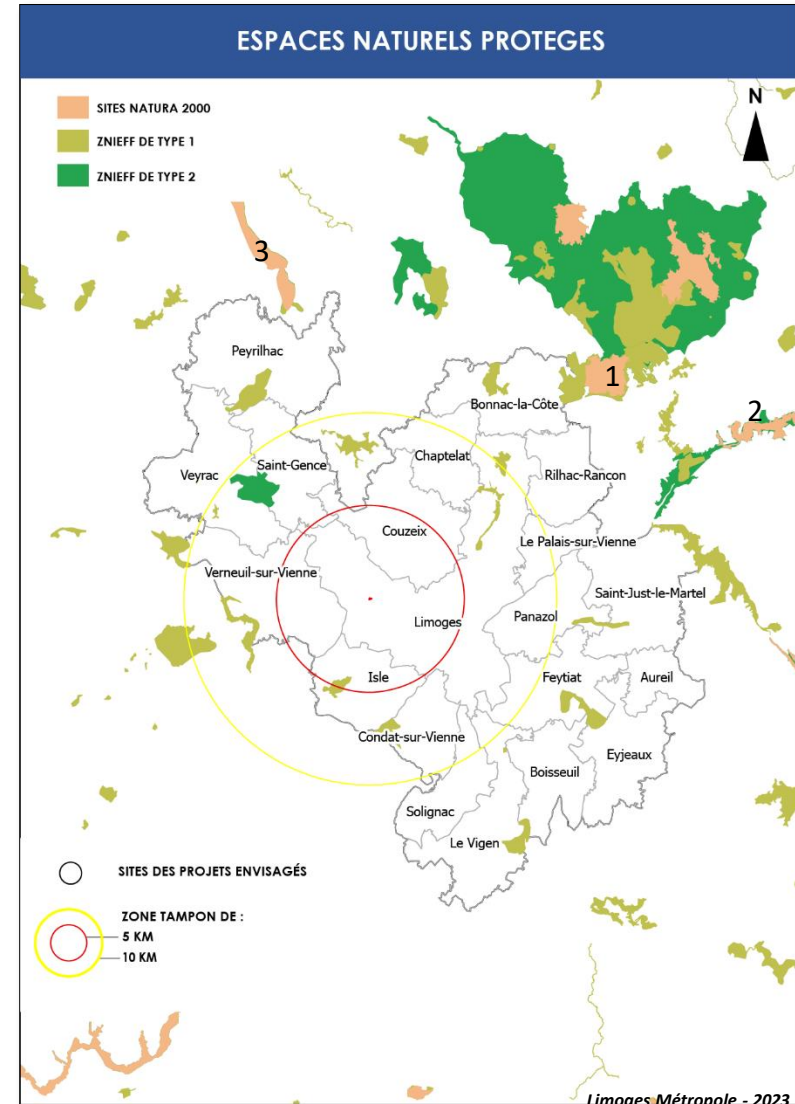 ESPACES NATURELS PROTEGES
SITES NATURA 2000
ZNIEFF DE TYPE 1
ZNIEFF DE TYPE 2
N
3
Peyrilhac
1
Bonnac-la-Côte
2
Veyrac
Saint-Gence
Chaptelat
Rilhac-Rancon
Couzeix
Le Palais-sur-Vienne
Verneuil-sur-Vienne
Saint-Just-le-Martel
Limoges
Panazol
Isle
Feytiat
Aureil
Condat-sur-Vienne
Eyjeaux
Boisseuil
Solignac
Le Vigen
SITES DES PROJETS ENVISAGÉS
ZONE TAMPON DE :
5 KM
10 KM
Limoges Métropole - 2023